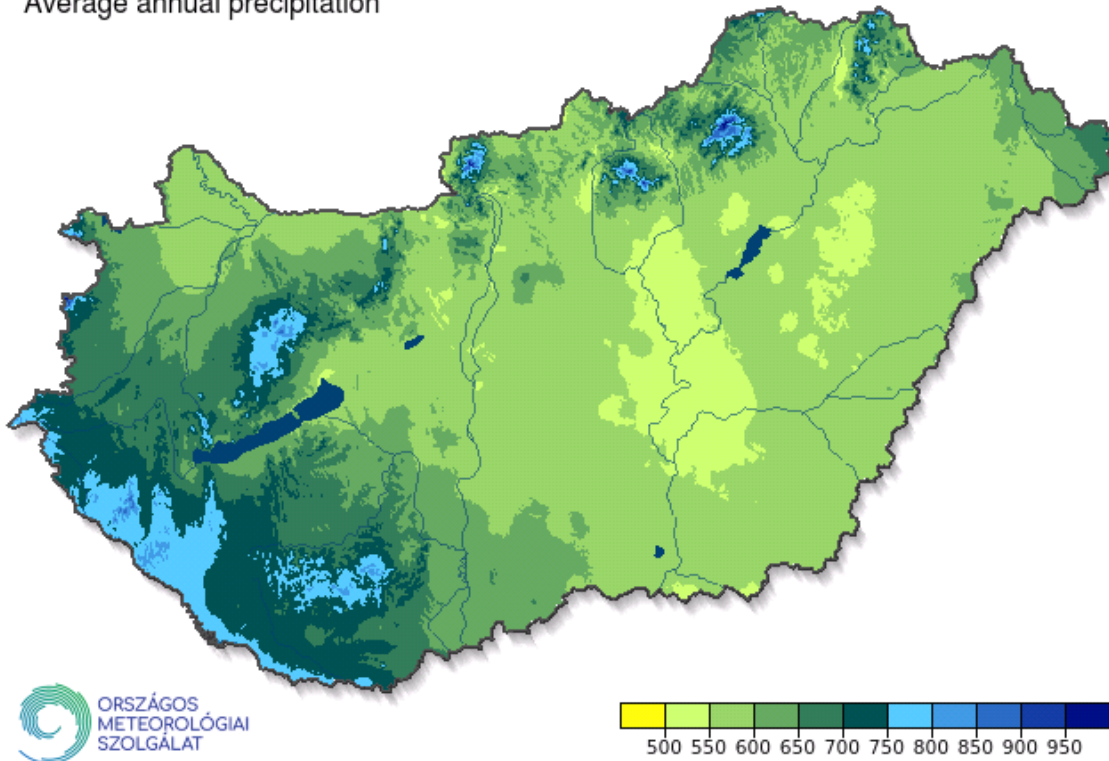 Average annual precipitation
ORSZÁGOS
METEOROLÓGIAI
SZOLGÁLAT
500 550 600 650 700 750 800 850 900 950